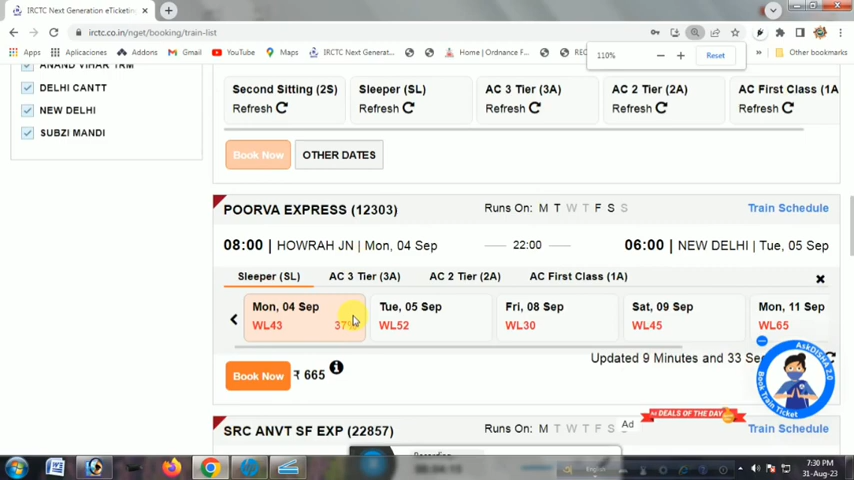 IRCTC Next Generation eTicketing
irctc.co.in/nget/booking/train-list
Apps Aplicaciones Addons Gmail YouTube Maps IRCTC Next Generat... Home | Ordnance F... Other bookmarks
110% Reset
ANAND VIHAR TRM
DELHI CANTT
NEW DELHI
SUBZI MANDI
Second Sitting (2S) Sleeper (SL) AC 3 Tier (3A) AC 2 Tier (2A) AC First Class (1A
Refresh Refresh Refresh Refresh Refresh
Book Now OTHER DATES
POORVA EXPRESS (12303) Runs On: M T W T F S S Train Schedule
08:00 | HOWRAH JN | Mon, 04 Sep 22:00 06:00 | NEW DELHI | Tue, 05 Sep
Sleeper (SL) AC 3 Tier (3A) AC 2 Tier (2A) AC First Class (1A)
Mon, 04 Sep Tue, 05 Sep Fri, 08 Sep Sat, 09 Sep Mon, 11 Sep
WL43 37% WL52 WL30 WL45 WL65
Updated 9 Minutes and 33
Book Now ₹ 665
AskDISHA 2.0
Book Train Ticket
DEALS OF THE DAY
Ad
SRC ANVT SF EXP (22857) Runs On: M T W T F S S Train Schedule
Recording
English
7:30 PM
31-Aug-23